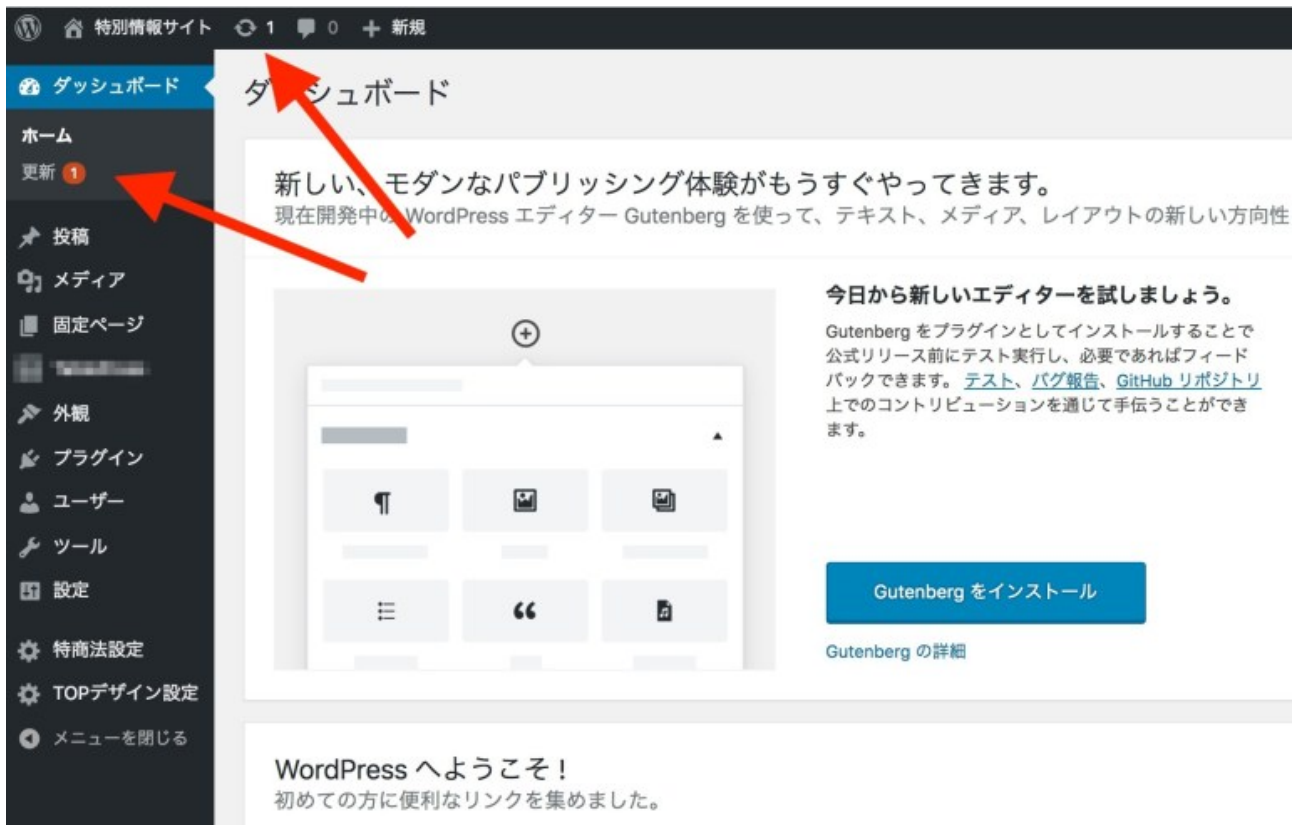 特別情報サイト 1 0 新規
ダッシュボード
ホーム
更新 1
投稿
メディア
固定ページ
外観
プラグイン
ユーザー
ツール
設定
特商法設定
TOPデザイン設定
メニューを閉じる
ダッシュボード
新しい、モダンなパブリッシング体験がもうすぐやってきます。
現在開発中の WordPress エディター Gutenberg を使って、テキスト、メディア、レイアウトの新しい方向性
今日から新しいエディターを試しましょう。
Gutenberg をプラグインとしてインストールすることで
公式リリース前にテスト実行し、必要であればフィード
バックできます。 テスト、バグ報告、GitHub リポジトリ
上でのコントリビューションを通じて手伝うことができ
ます。
Gutenberg をインストール
Gutenberg の詳細
WordPress へようこそ !
初めての方に便利なリンクを集めました。